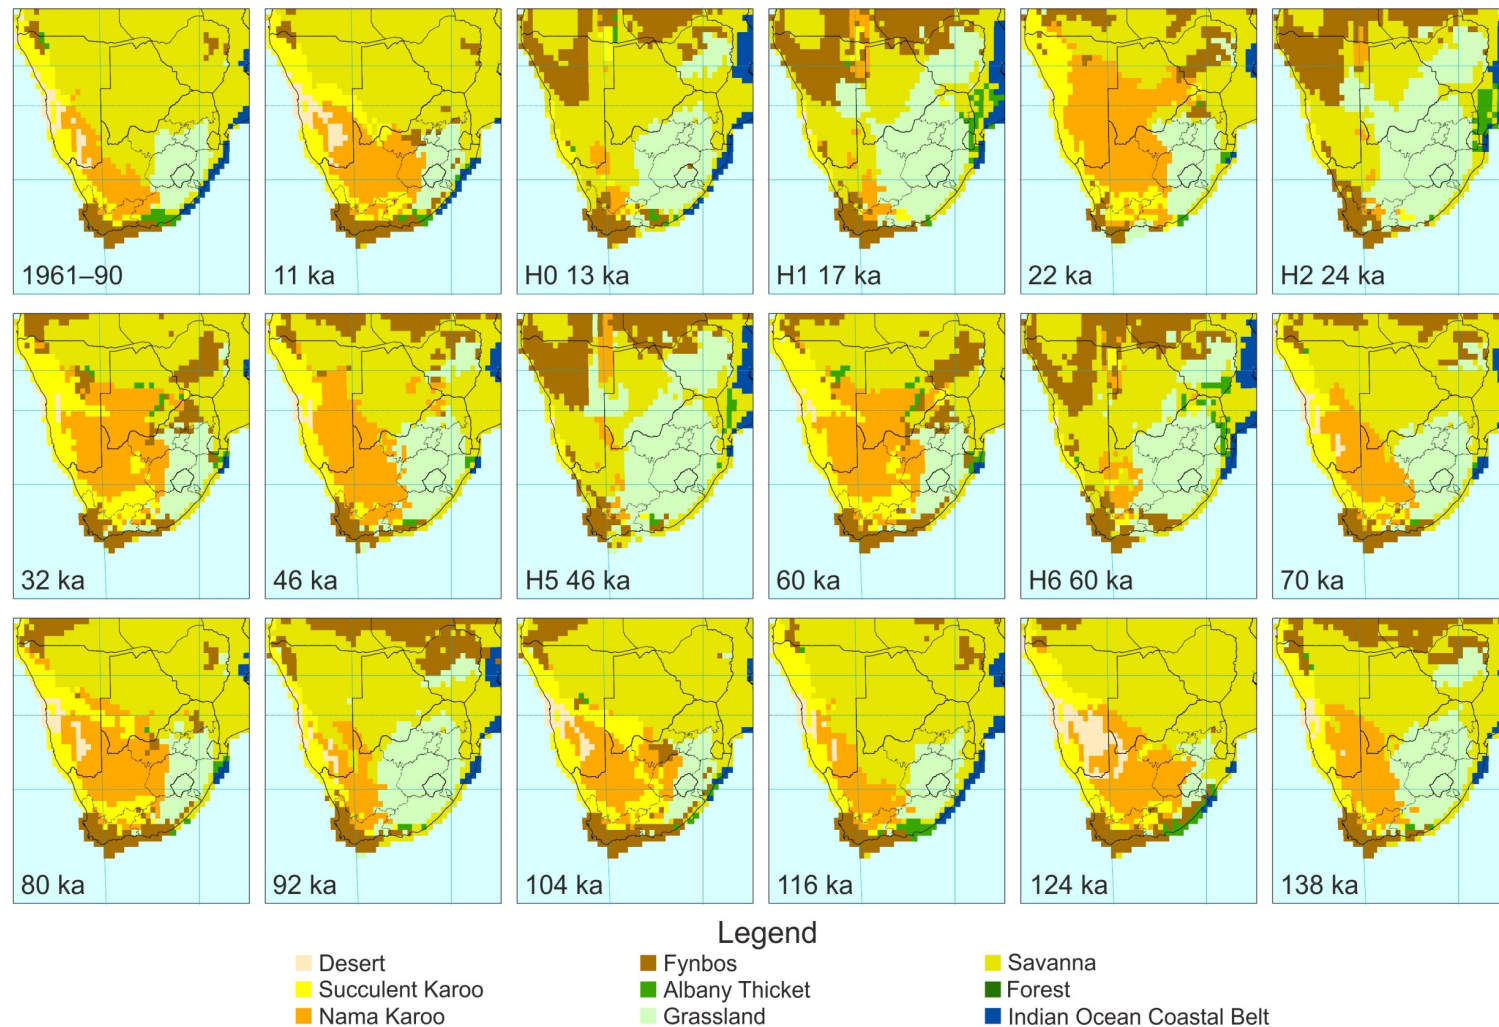 1961–90
11 ka
H0 13 ka
H1 17 ka
22 ka
H2 24 ka
32 ka
46 ka
H5 46 ka
60 ka
H6 60 ka
70 ka
80 ka
92 ka
104 ka
116 ka
124 ka
138 ka
Legend
Desert
Fynbos
Savanna
Succulent Karoo
Albany Thicket
Forest
Nama Karoo
Grassland
Indian Ocean Coastal Belt